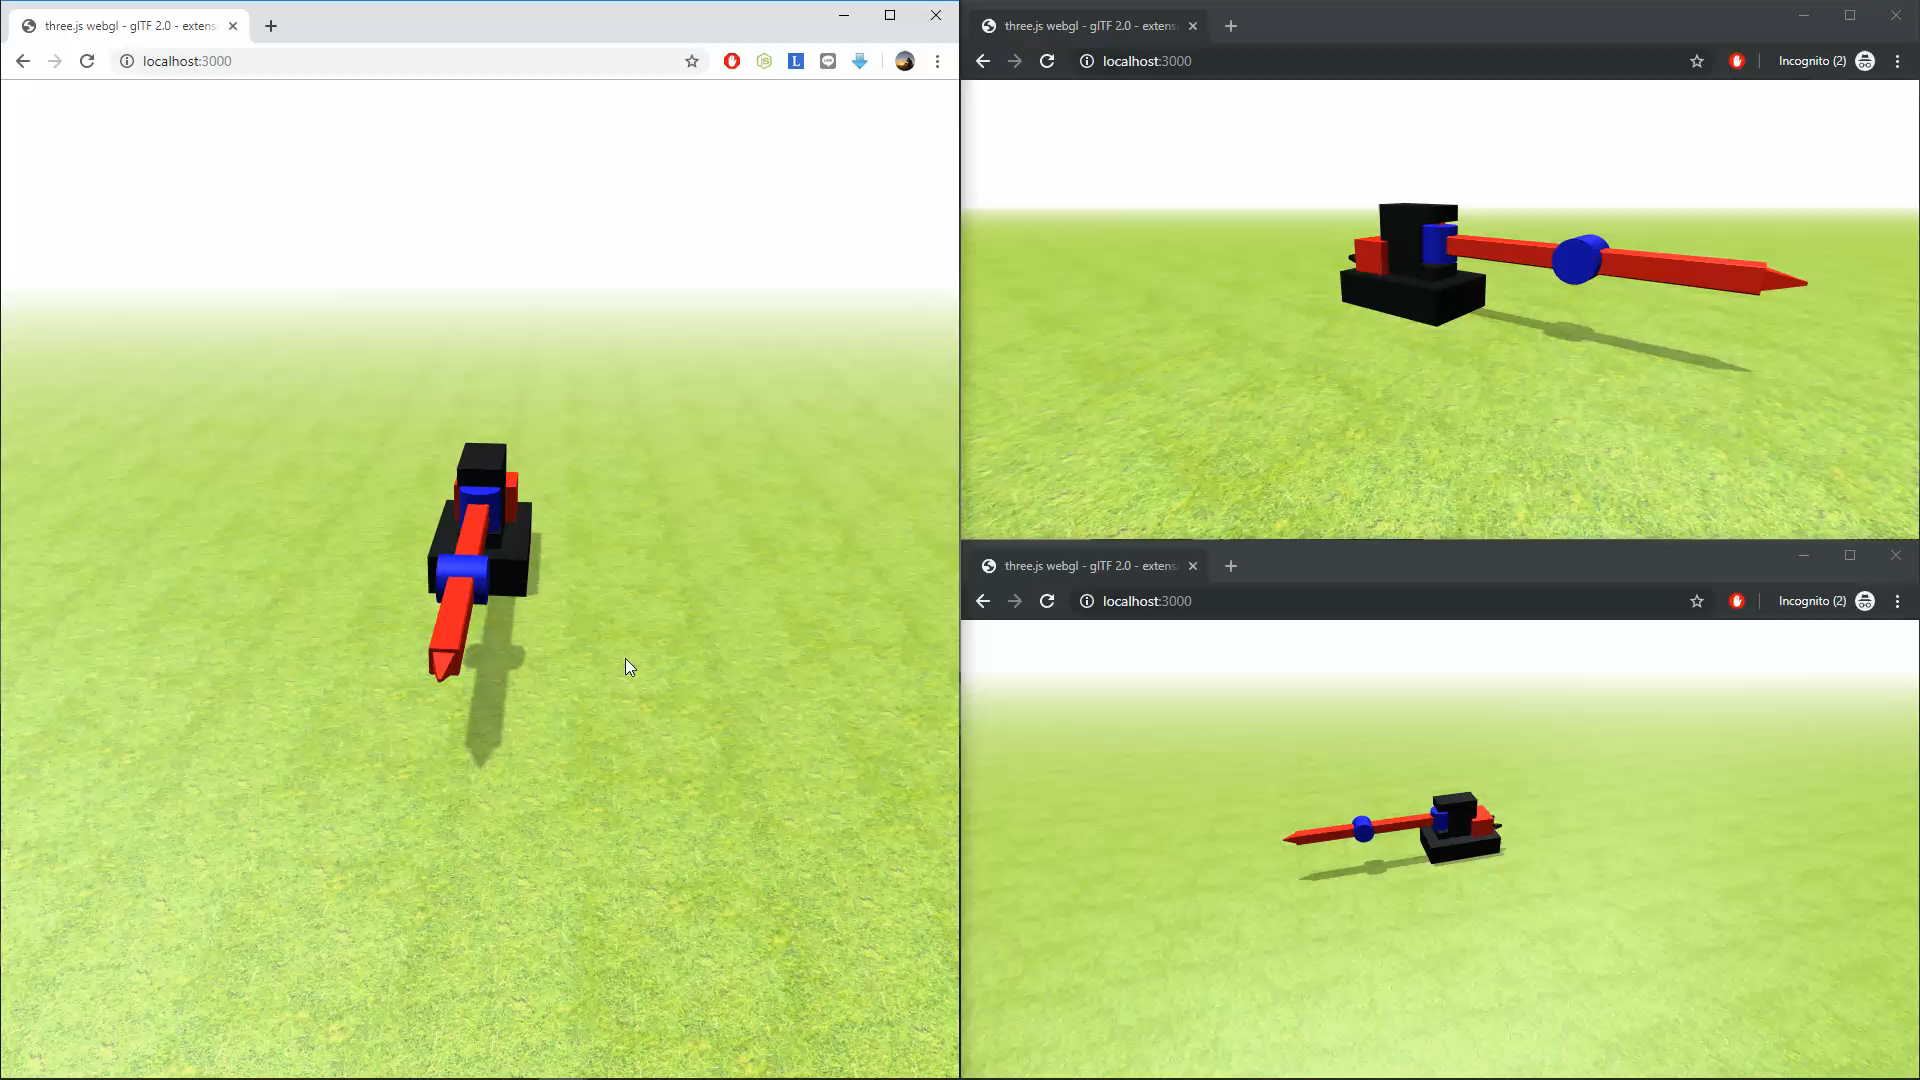 three.js webgl - glTF 2.0 - extens
localhost:3000
L
three.js webgl - glTF 2.0 - extens
localhost:3000
Incognito (2)
three.js webgl - glTF 2.0 - extens
localhost:3000
Incognito (2)